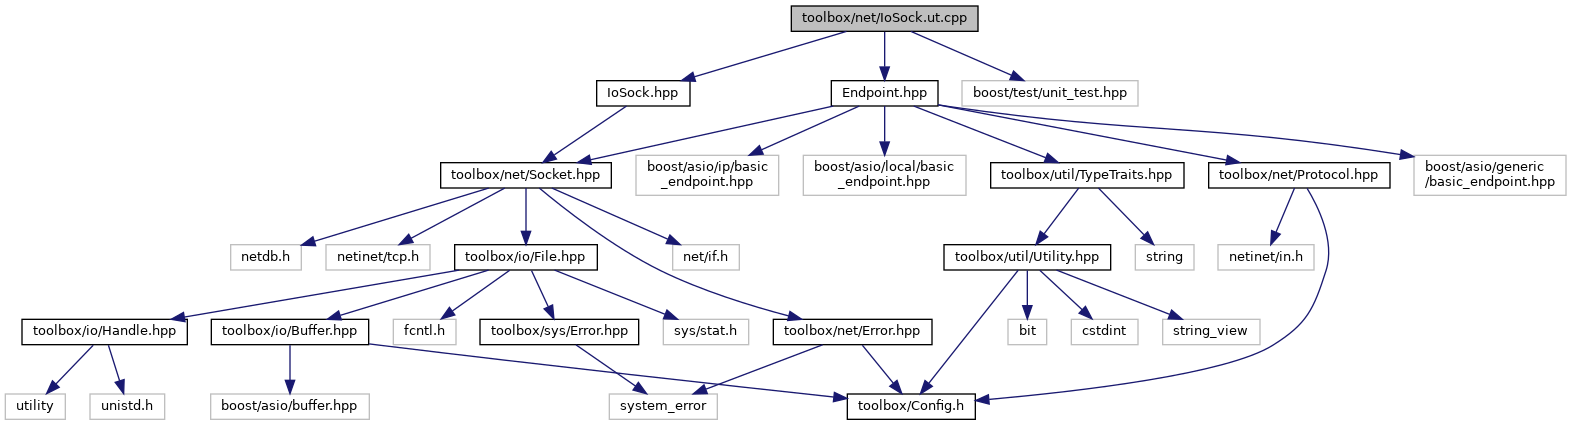 toolbox/net/IoSock.ut.cpp
IoSock.hpp
Endpoint.hpp
boost/test/unit_test.hpp
toolbox/net/Socket.hpp
boost/asio/ip/basic
_endpoint.hpp
boost/asio/local/basic
_endpoint.hpp
toolbox/util/TypeTraits.hpp
toolbox/net/Protocol.hpp
boost/asio/generic
/basic_endpoint.hpp
netdb.h
netinet/tcp.h
toolbox/io/File.hpp
net/if.h
toolbox/util/Utility.hpp
string
netinet/in.h
toolbox/io/Handle.hpp
toolbox/io/Buffer.hpp
fcntl.h
toolbox/sys/Error.hpp
sys/stat.h
toolbox/net/Error.hpp
bit
cstdint
string_view
utility
unistd.h
boost/asio/buffer.hpp
system_error
toolbox/Config.h